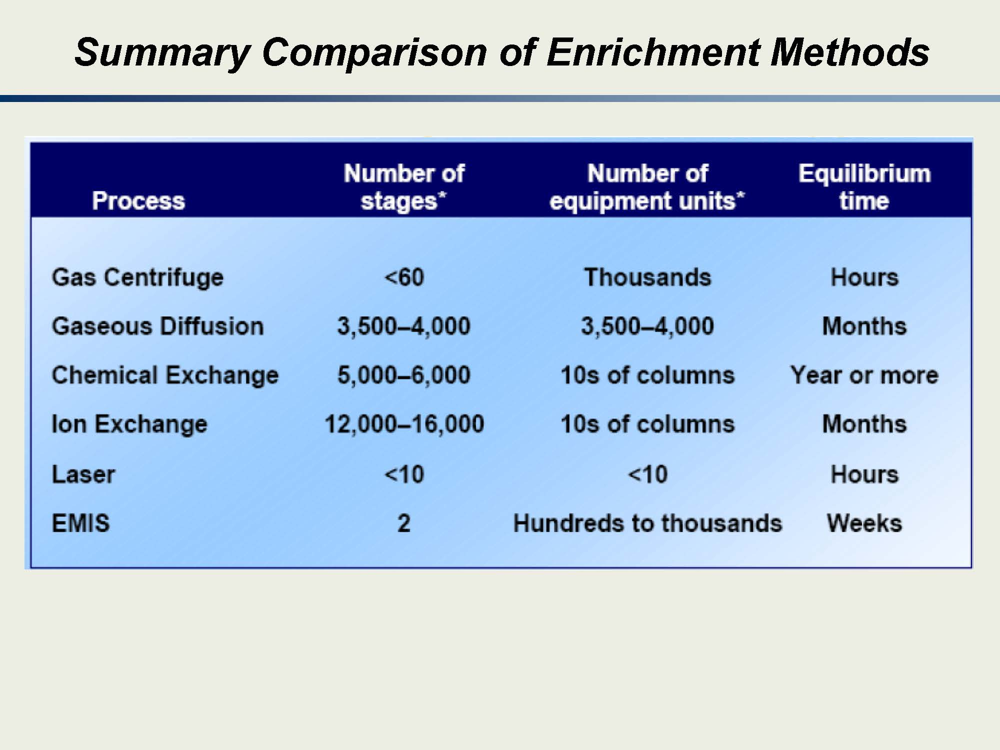 Summary Comparison of Enrichment Methods
Process Number of stages* Number of equipment units* Equilibrium time
Gas Centrifuge <60 Thousands Hours
Gaseous Diffusion 3,500–4,000 3,500–4,000 Months
Chemical Exchange 5,000–6,000 10s of columns Year or more
Ion Exchange 12,000–16,000 10s of columns Months
Laser <10 <10 Hours
EMIS 2 Hundreds to thousands Weeks